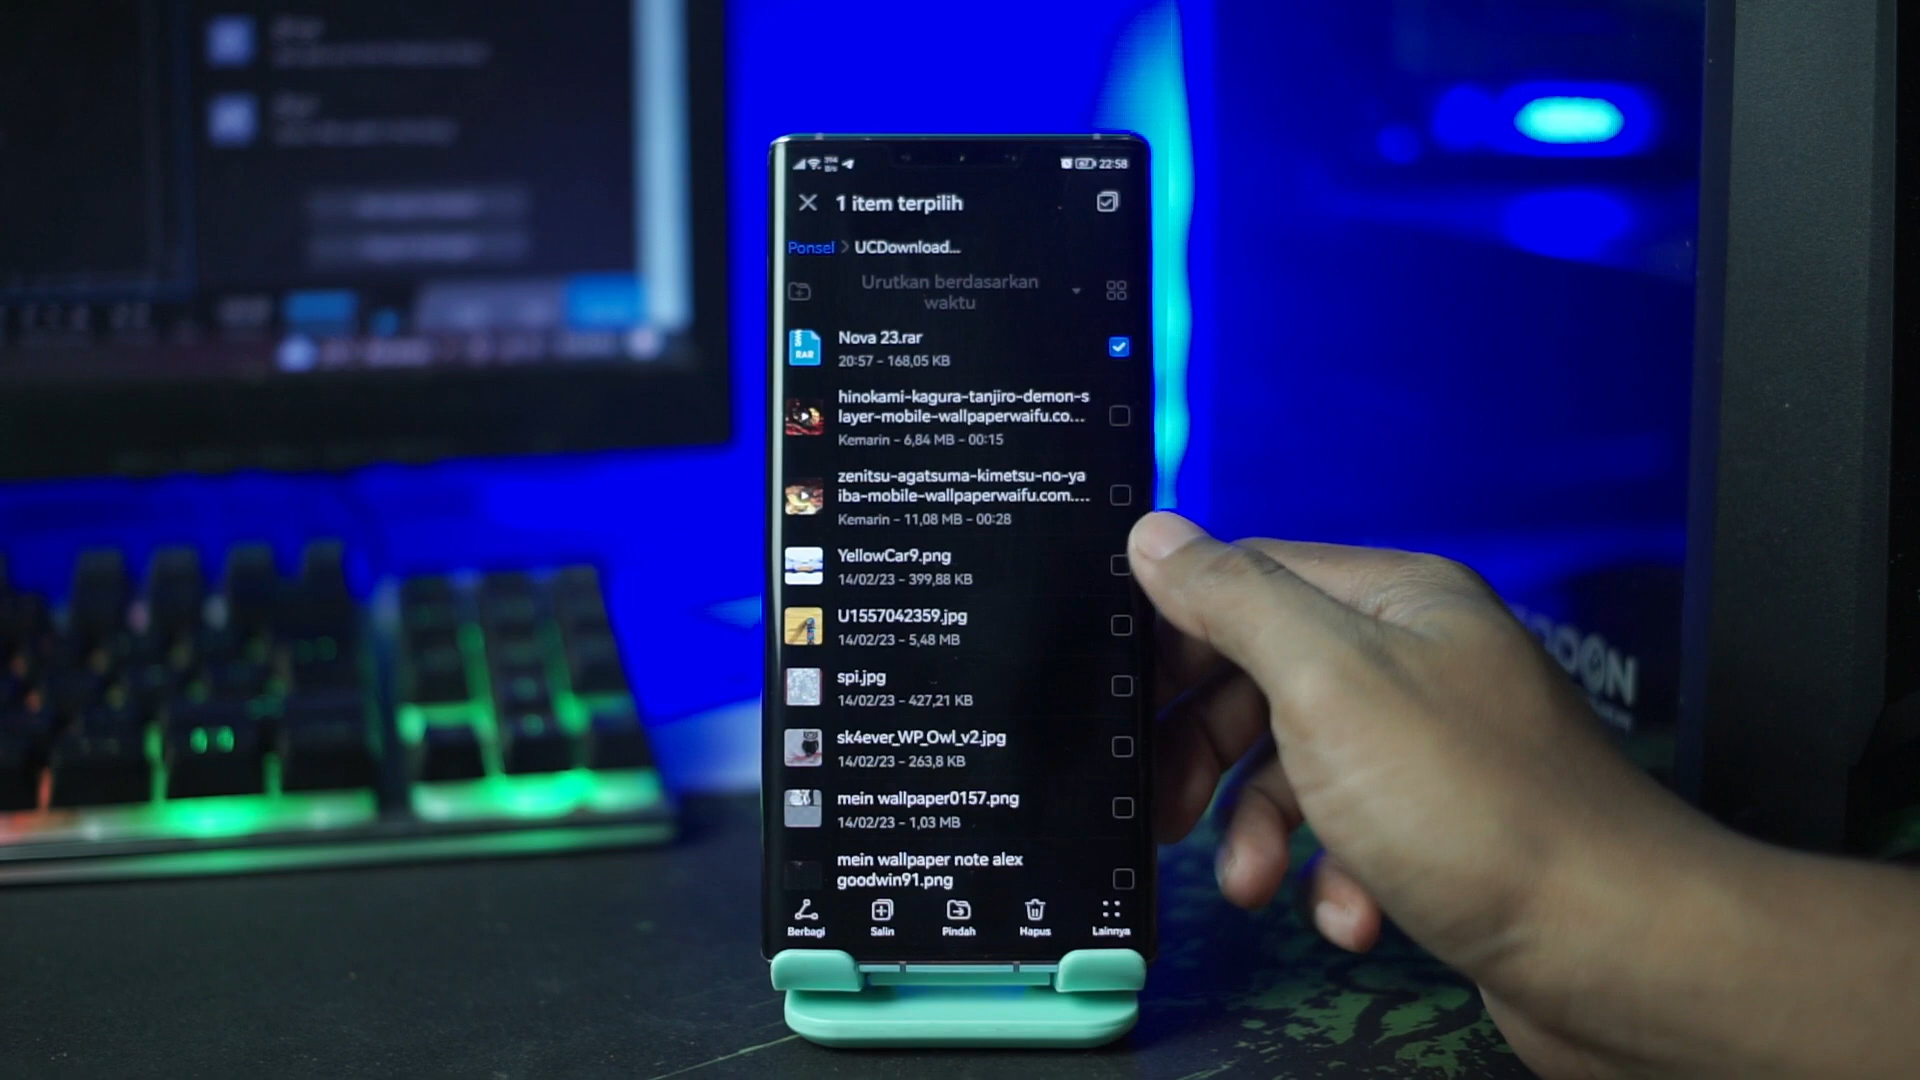 22:58
1 item terpilih
Ponsel > UCDownload...
Urutkan berdasarkan
waktu
RAR
Nova 23.rar
20:57 - 168,05 KB
hinokami-kagura-tanjiro-demon-s
layer-mobile-wallpaperwaifu.co...
Kemarin - 6,84 MB - 00:15
zenitsu-agatsuma-kimetsu-no-ya
iba-mobile-wallpaperwaifu.com....
Kemarin - 11,08 MB - 00:28
YellowCar9.png
14/02/23 - 399,88 KB
U1557042359.jpg
14/02/23 - 5,48 MB
spi.jpg
14/02/23 - 427,21 KB
sk4ever_WP_Owl_v2.jpg
14/02/23 - 263,8 KB
mein wallpaper0157.png
14/02/23 - 1,03 MB
mein wallpaper note alex
goodwin91.png
Berbagi Salin Pindah Hapus Lainnya